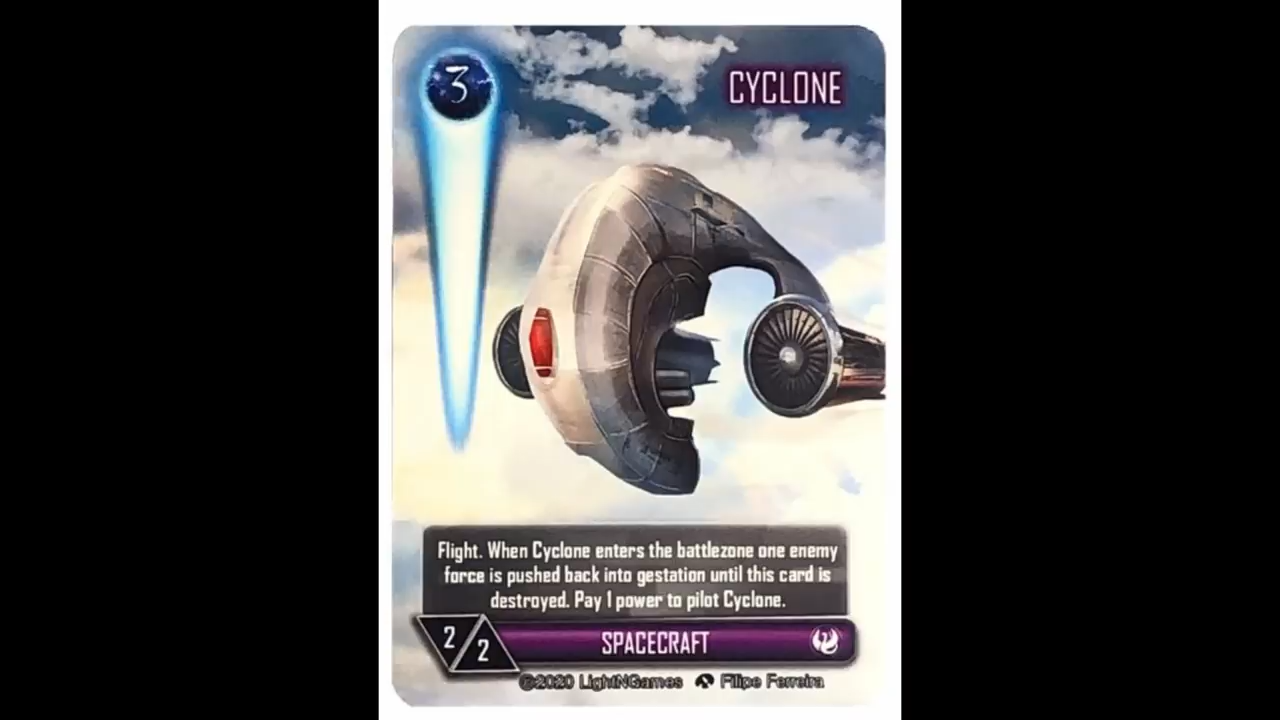 3
CYCLONE
Flight. When Cyclone enters the battlezone one enemy
force is pushed back into gestation until this card is
destroyed. Pay 1 power to pilot Cyclone.
2/2
SPACECRAFT
©2020 LightNGames Filipe Ferreira